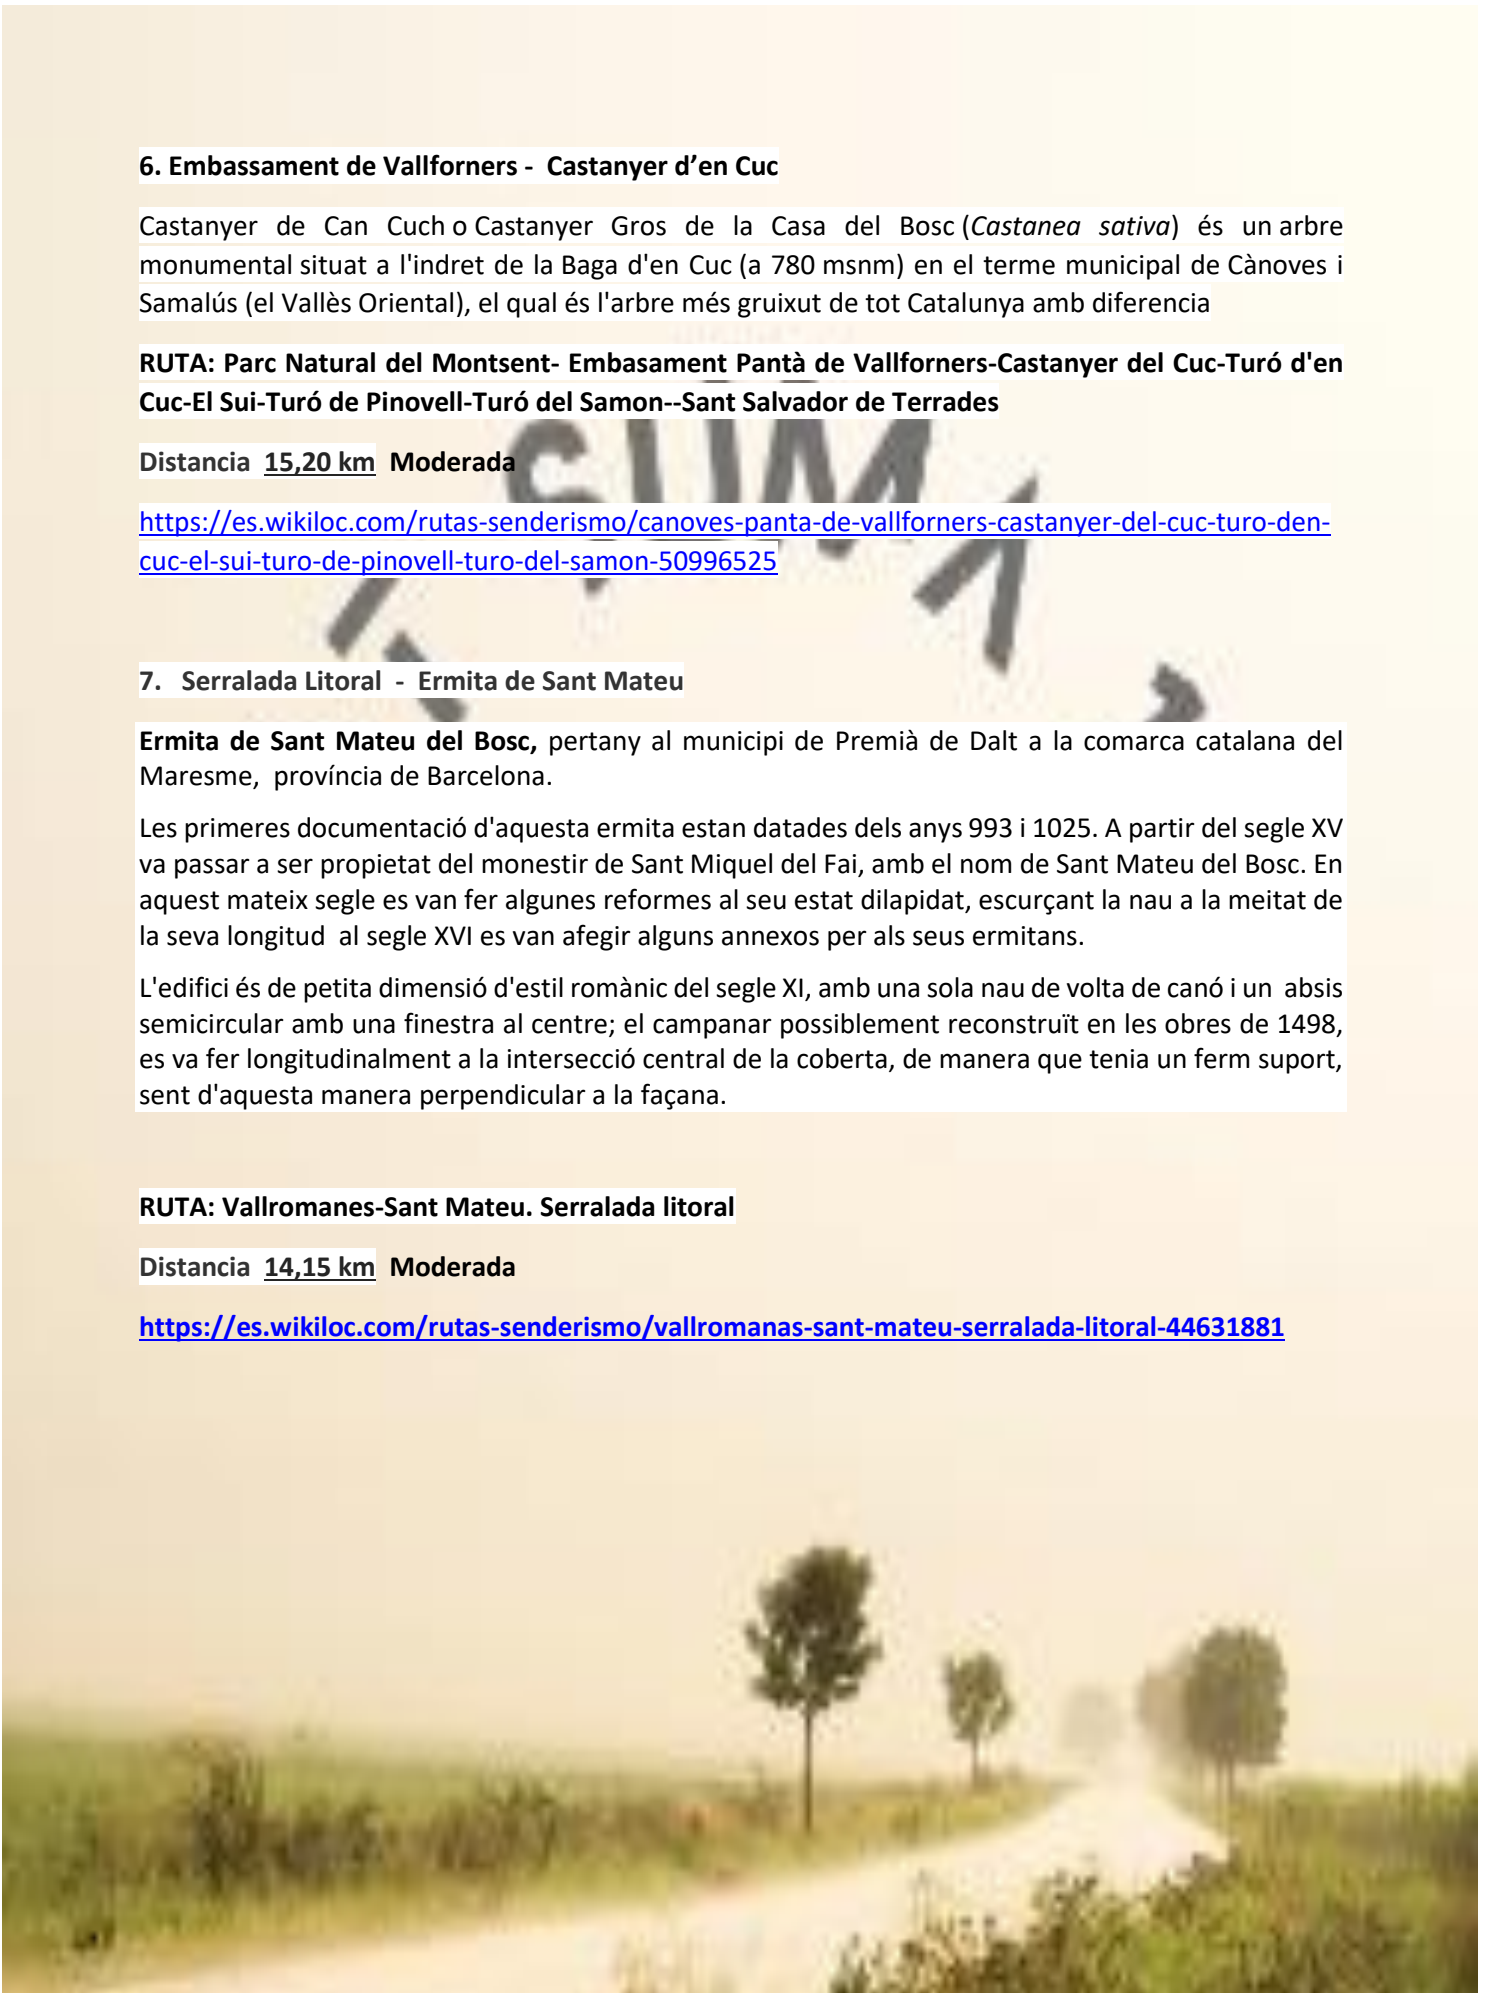 6. Embassament de Vallforners -  Castanyer d’en Cuc
Castanyer de Can Cuch o Castanyer Gros de la Casa del Bosc (Castanea sativa) és un arbre
monumental situat a l'indret de la Baga d'en Cuc (a 780 msnm) en el terme municipal de Cànoves i
Samalús (el Vallès Oriental), el qual és l'arbre més gruixut de tot Catalunya amb diferencia
RUTA: Parc Natural del Montsent- Embasament Pantà de Vallforners-Castanyer del Cuc-Turó d'en
Cuc-El Sui-Turó de Pinovell-Turó del Samon--Sant Salvador de Terrades
Distancia  15,20 km  Moderada
https://es.wikiloc.com/rutas-senderismo/canoves-panta-de-vallforners-castanyer-del-cuc-turo-den-
cuc-el-sui-turo-de-pinovell-turo-del-samon-50996525
7.   Serralada Litoral  -  Ermita de Sant Mateu
Ermita de Sant Mateu del Bosc, pertany al municipi de Premià de Dalt a la comarca catalana del
Maresme,  província de Barcelona.
Les primeres documentació d'aquesta ermita estan datades dels anys 993 i 1025. A partir del segle XV
va passar a ser propietat del monestir de Sant Miquel del Fai, amb el nom de Sant Mateu del Bosc. En
aquest mateix segle es van fer algunes reformes al seu estat dilapidat, escurçant la nau a la meitat de
la seva longitud  al segle XVI es van afegir alguns annexos per als seus ermitans.
L'edifici és de petita dimensió d'estil romànic del segle XI, amb una sola nau de volta de canó i un  absis
semicircular amb una finestra al centre; el campanar possiblement reconstruït en les obres de 1498,
es va fer longitudinalment a la intersecció central de la coberta, de manera que tenia un ferm suport,
sent d'aquesta manera perpendicular a la façana.
RUTA: Vallromanes-Sant Mateu. Serralada litoral
Distancia  14,15 km  Moderada
https://es.wikiloc.com/rutas-senderismo/vallromanas-sant-mateu-serralada-litoral-44631881